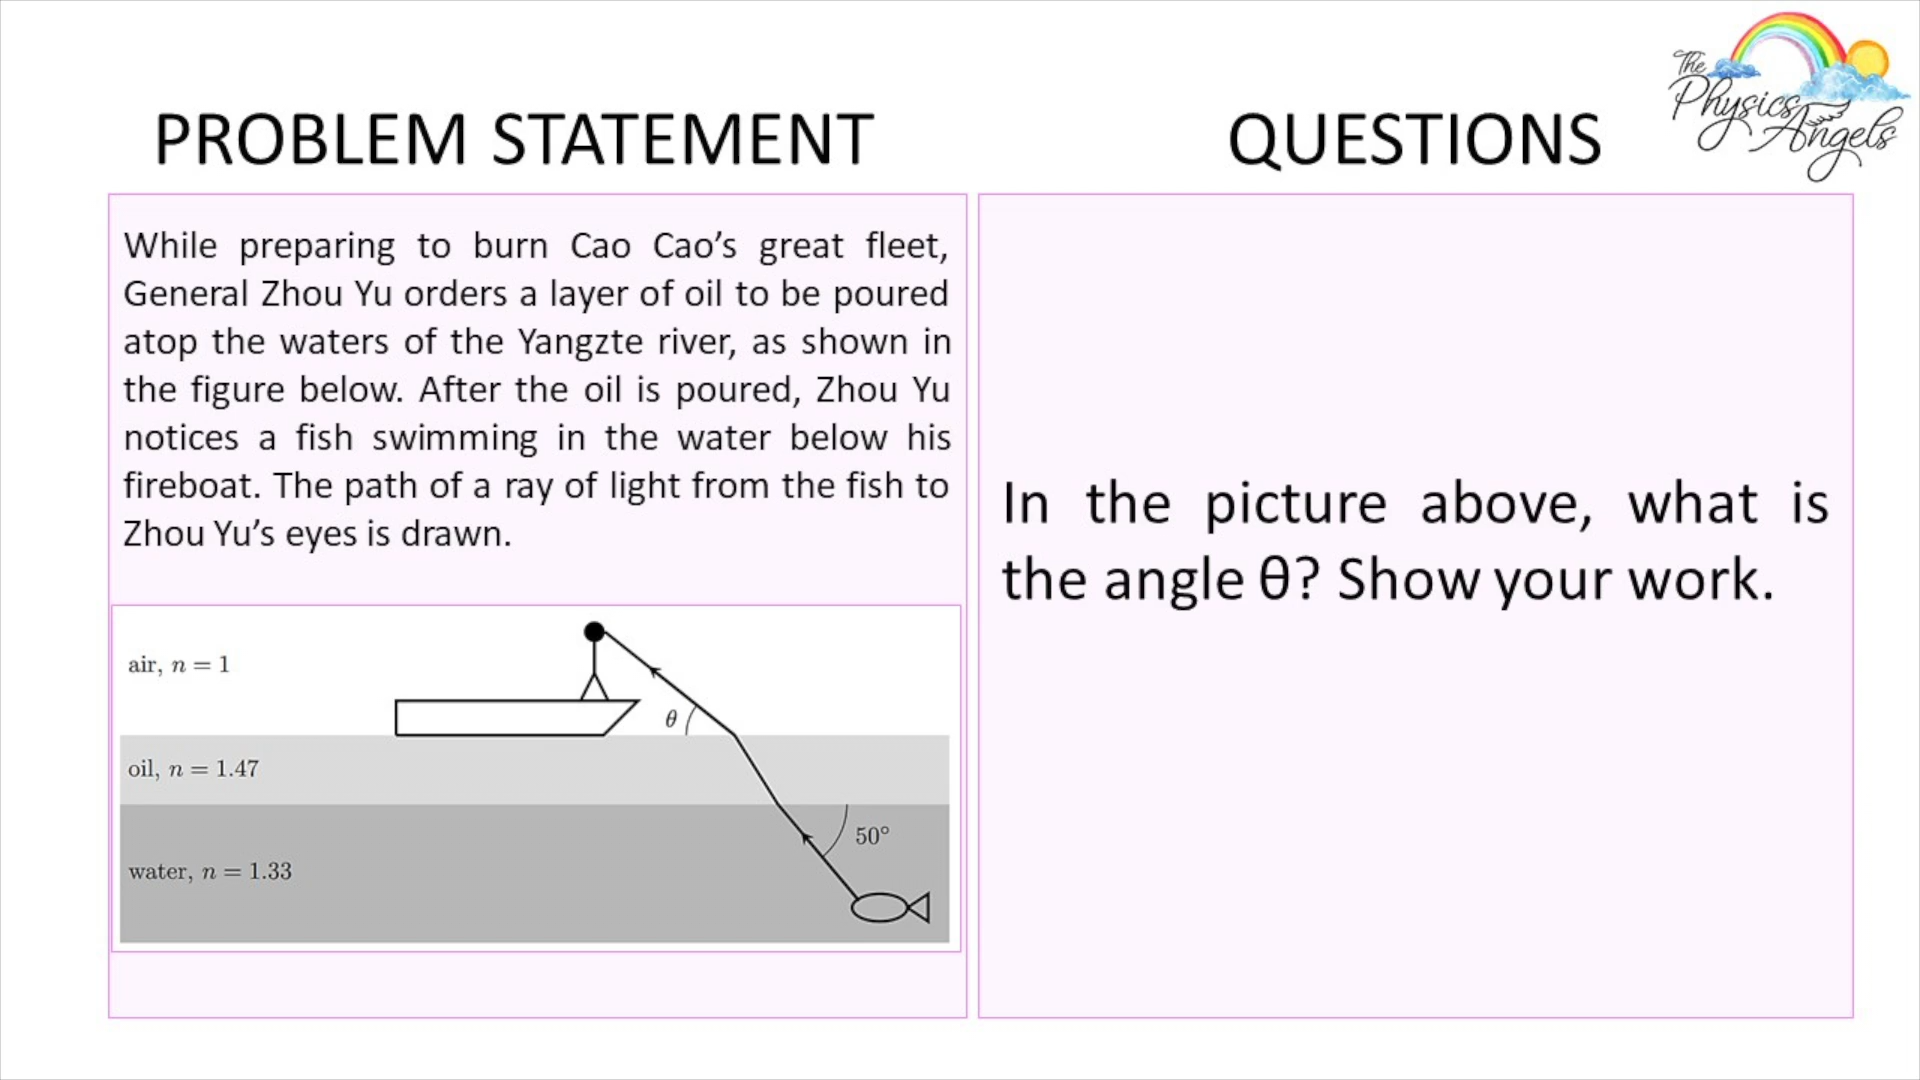 The
Physics
Angels
PROBLEM STATEMENT
QUESTIONS
While preparing to burn Cao Cao’s great fleet,
General Zhou Yu orders a layer of oil to be poured
atop the waters of the Yangzte river, as shown in
the figure below. After the oil is poured, Zhou Yu
notices a fish swimming in the water below his
fireboat. The path of a ray of light from the fish to
Zhou Yu’s eyes is drawn.
air, n = 1
θ
oil, n = 1.47
50°
water, n = 1.33
In the picture above, what is
the angle θ? Show your work.